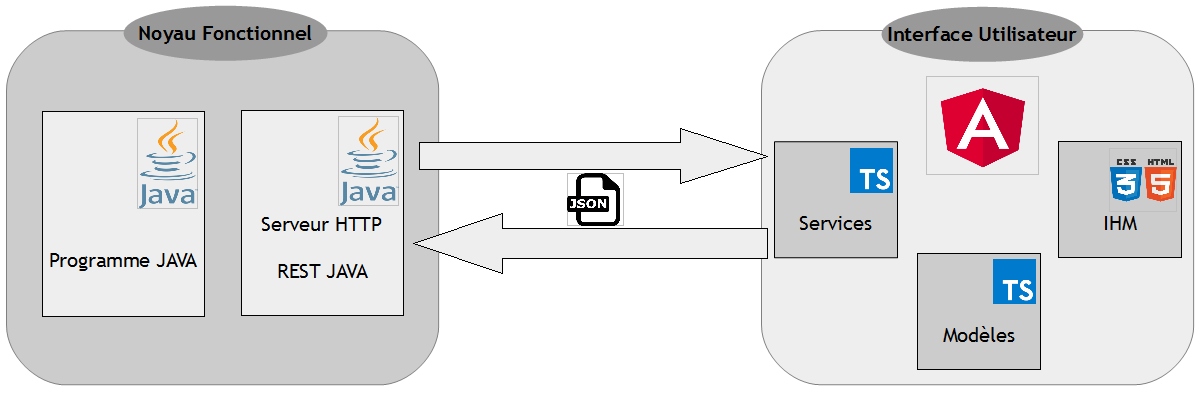 Noyau Fonctionnel
Interface Utilisateur
Java
Programme JAVA
Java
Serveur HTTP
REST JAVA
JSON
TS
Services
A
CSS HTML
3 5
IHM
TS
Modèles